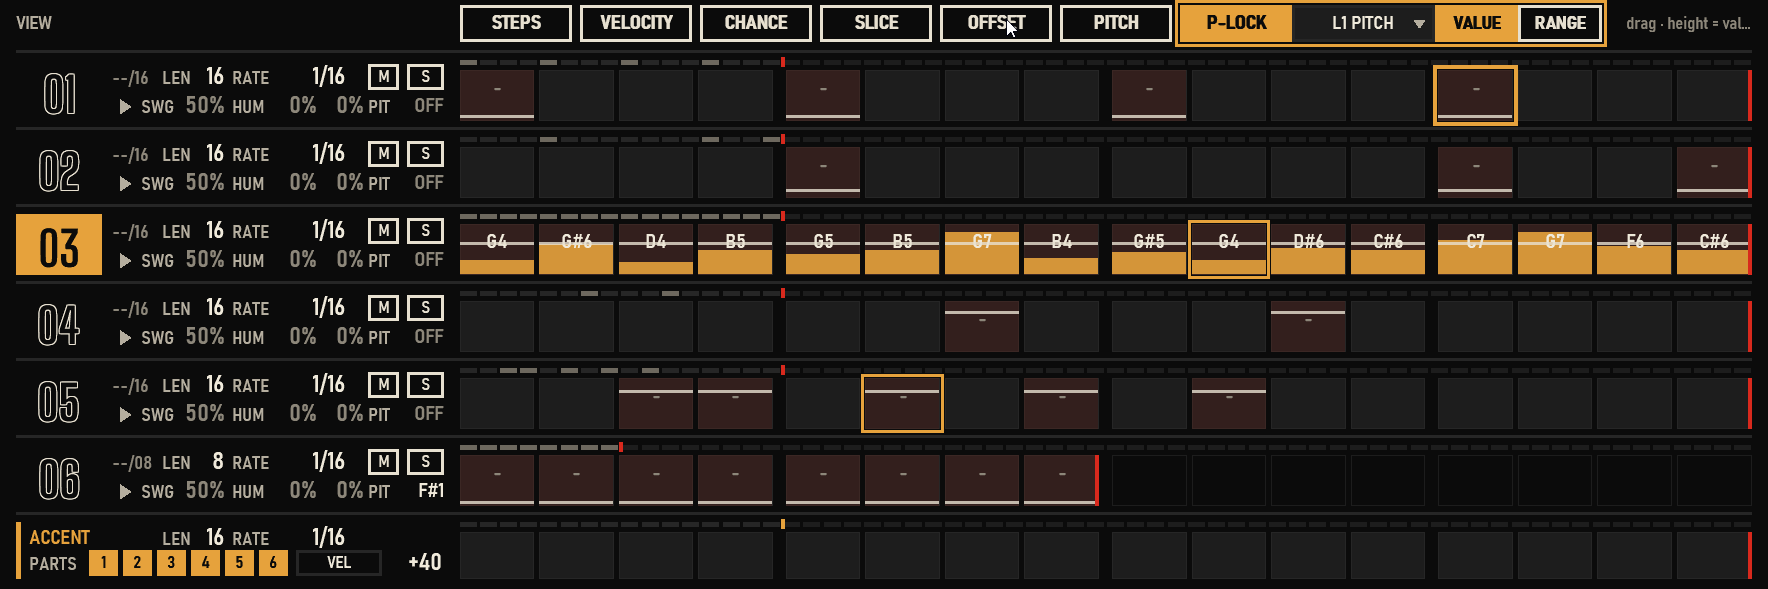 VIEW STEPS VELOCITY CHANCE SLICE OFFSET PITCH P-LOCK L1 PITCH VALUE RANGE drag · height = val...
01 --/16 LEN 16 RATE 1/16 M S
SWG 50% HUM 0% 0% PIT OFF
- - - -
02 --/16 LEN 16 RATE 1/16 M S
SWG 50% HUM 0% 0% PIT OFF
- - -
03 --/16 LEN 16 RATE 1/16 M S
SWG 50% HUM 0% 0% PIT OFF
G4 G#6 D4 B5 G5 B5 G7 B4 G#5 G4 D#6 C#6 C7 G7 F6 C#6
04 --/16 LEN 16 RATE 1/16 M S
SWG 50% HUM 0% 0% PIT OFF
- -
05 --/16 LEN 16 RATE 1/16 M S
SWG 50% HUM 0% 0% PIT OFF
- - - - -
06 --/08 LEN 8 RATE 1/16 M S
SWG 50% HUM 0% 0% PIT F#1
- - - - - - - -
ACCENT LEN 16 RATE 1/16
PARTS 1 2 3 4 5 6 VEL +40